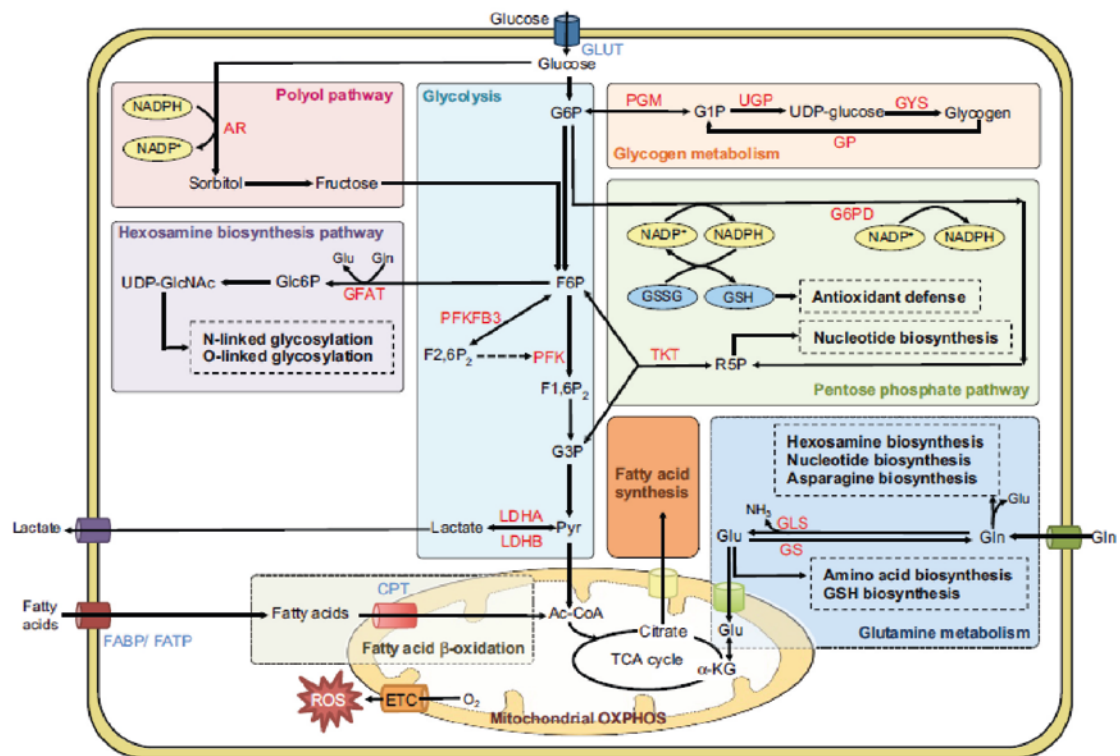 Glucose
GLUT
Glucose
Polyol pathway
NADPH
AR
NADP⁺
Sorbitol
Fructose
Glycolysis
G6P
PGM
G1P
UGP
UDP-glucose
GYS
Glycogen
GP
Glycogen metabolism
Hexosamine biosynthesis pathway
Glu
Gln
UDP-GlcNAc
Glc6P
GFAT
N-linked glycosylation
O-linked glycosylation
F6P
PFKFB3
F2,6P₂
PFK
F1,6P₂
G3P
G6PD
NADP⁺
NADPH
NADP⁺
NADPH
GSSG
GSH
Antioxidant defense
Nucleotide biosynthesis
TKT
R5P
Pentose phosphate pathway
Fatty acid
synthesis
Hexosamine biosynthesis
Nucleotide biosynthesis
Asparagine biosynthesis
Glu
NH₃
GLS
Glu
GS
Gln
Gln
Amino acid biosynthesis
GSH biosynthesis
Glu
Glutamine metabolism
Lactate
Lactate
LDHA
LDHB
Pyr
Fatty
acids
FABP/ FATP
Fatty acids
CPT
Ac-CoA
Fatty acid β-oxidation
Citrate
TCA cycle
α-KG
ROS
ETC
O₂
Mitochondrial OXPHOS